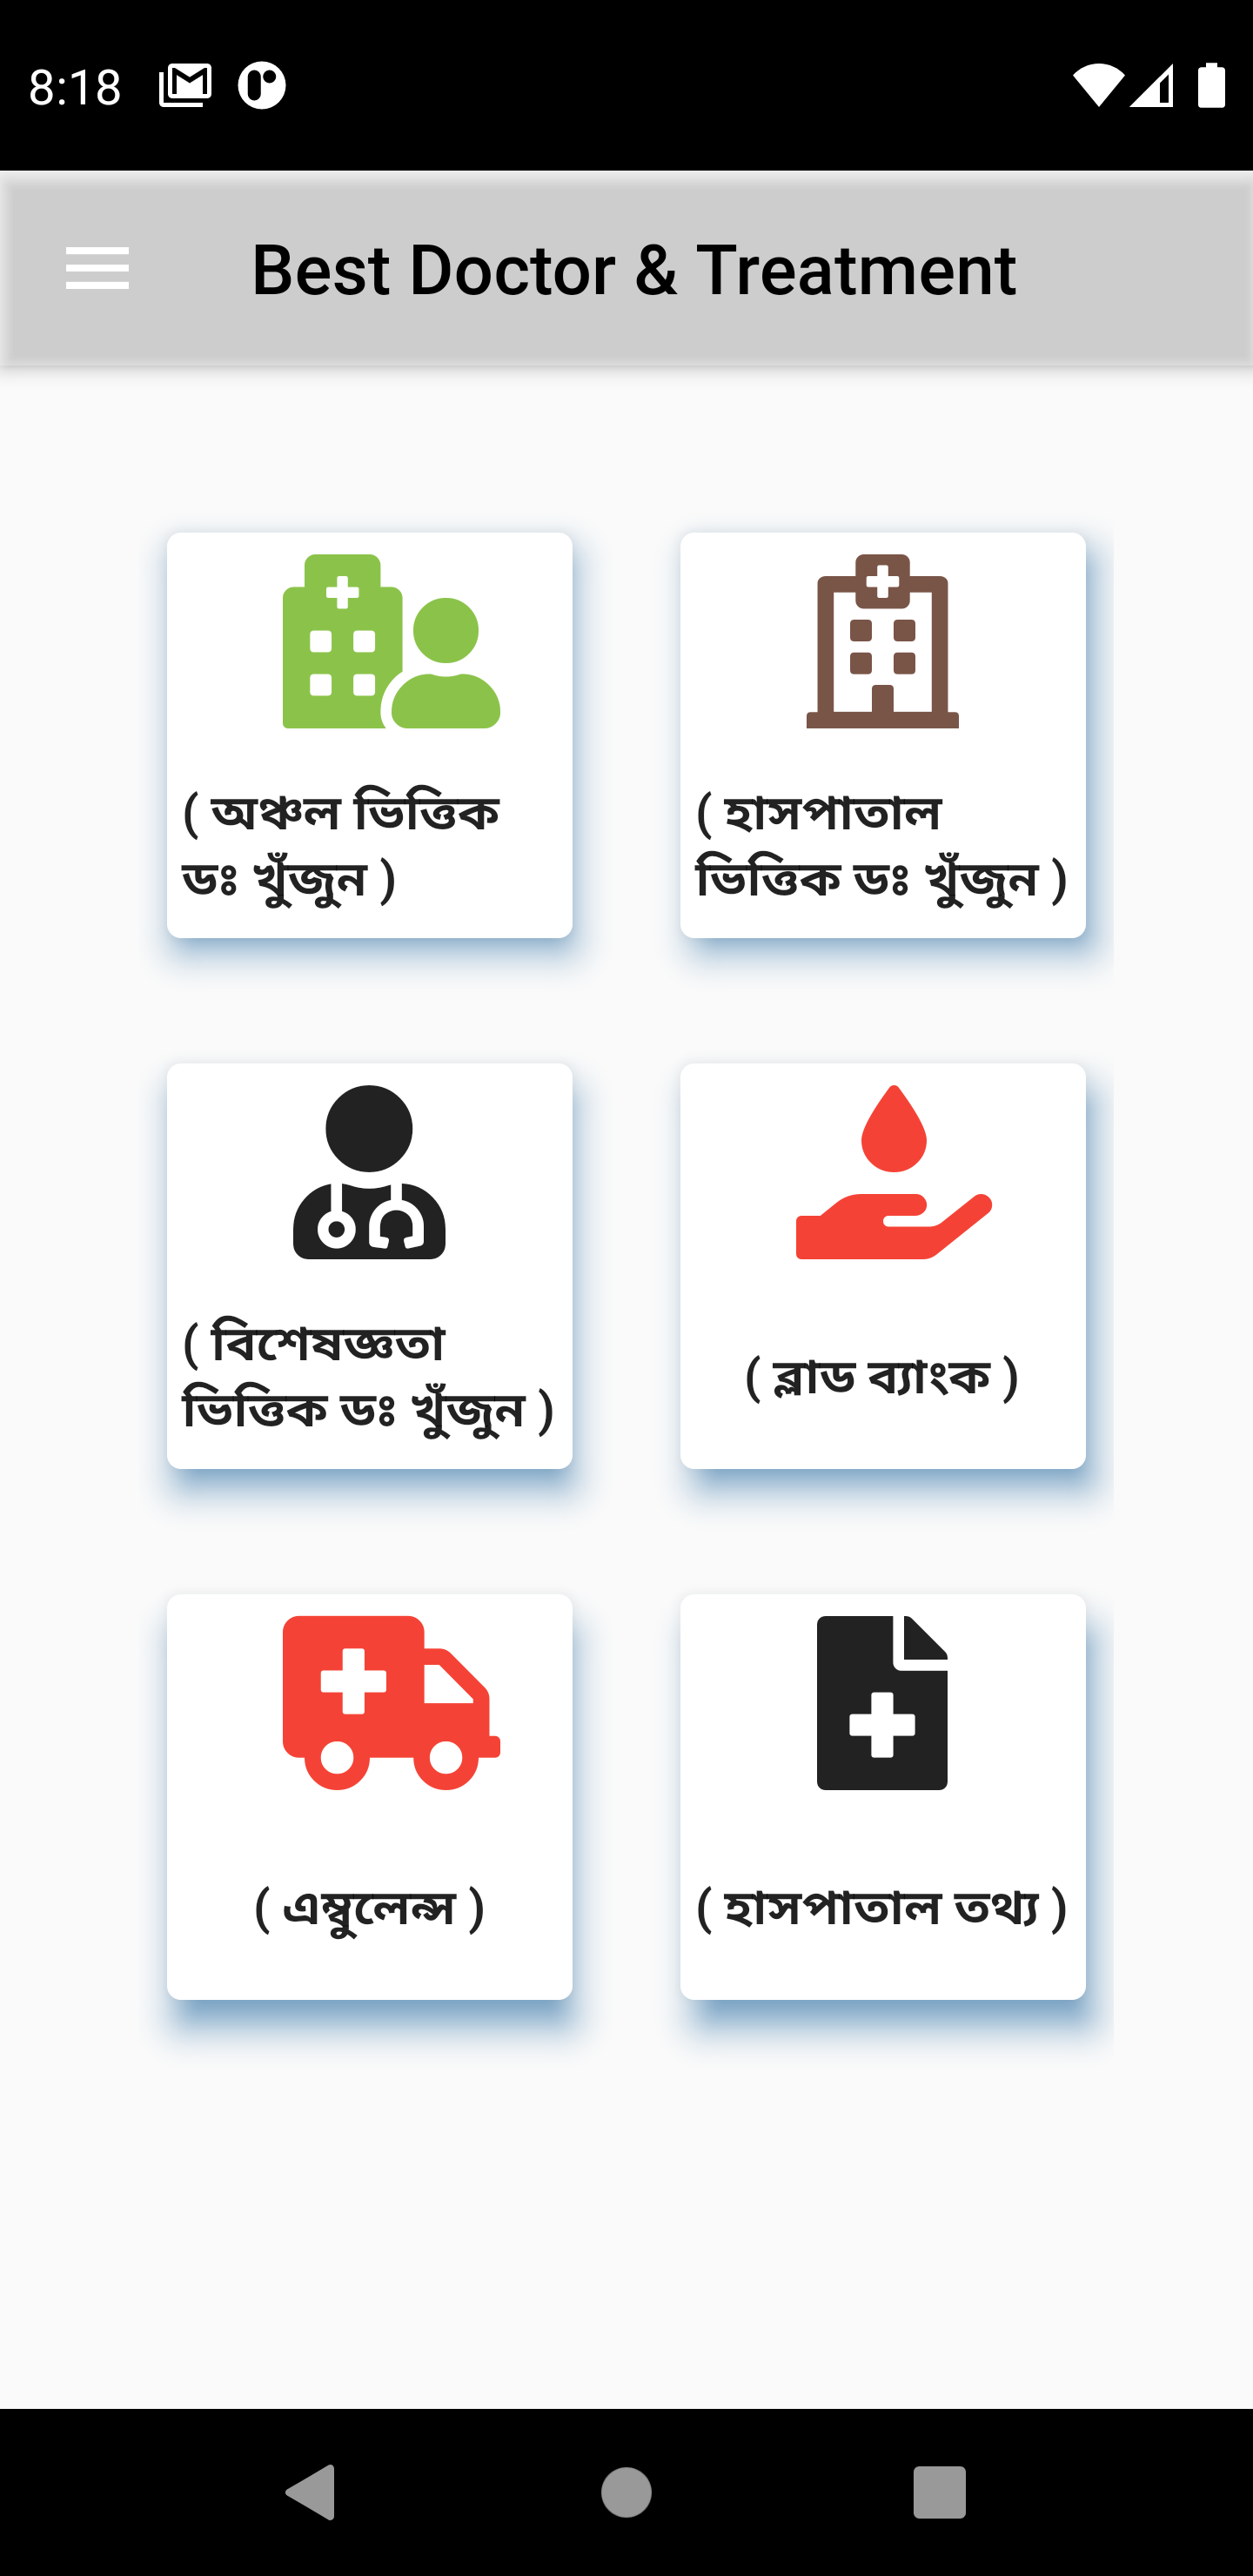 8:18
Best Doctor & Treatment
( অঞ্চল ভিত্তিক
ডঃ খুঁজুন )
( হাসপাতাল
ভিত্তিক ডঃ খুঁজুন )
( বিশেষজ্ঞতা
ভিত্তিক ডঃ খুঁজুন )
( ব্লাড ব্যাংক )
( এম্বুলেন্স )
( হাসপাতাল তথ্য )